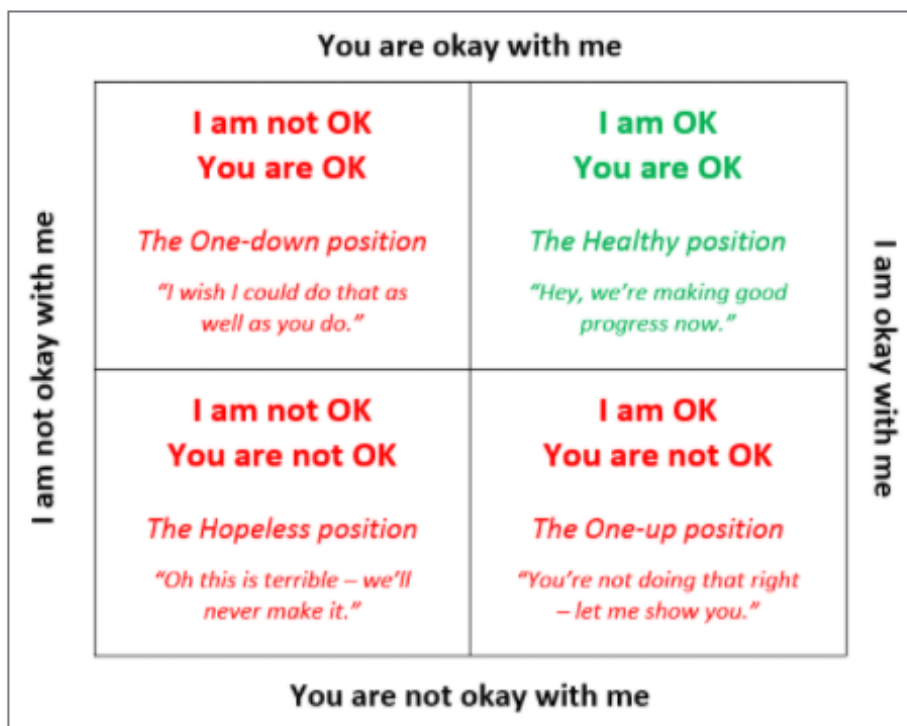 You are okay with me
I am not okay with me
I am not OK
You are OK
The One-down position
“I wish I could do that as
well as you do.”
I am OK
You are OK
The Healthy position
“Hey, we’re making good
progress now.”
I am okay with me
I am not OK
You are not OK
The Hopeless position
“Oh this is terrible – we’ll
never make it.”
I am OK
You are not OK
The One-up position
“You’re not doing that right
– let me show you.”
You are not okay with me